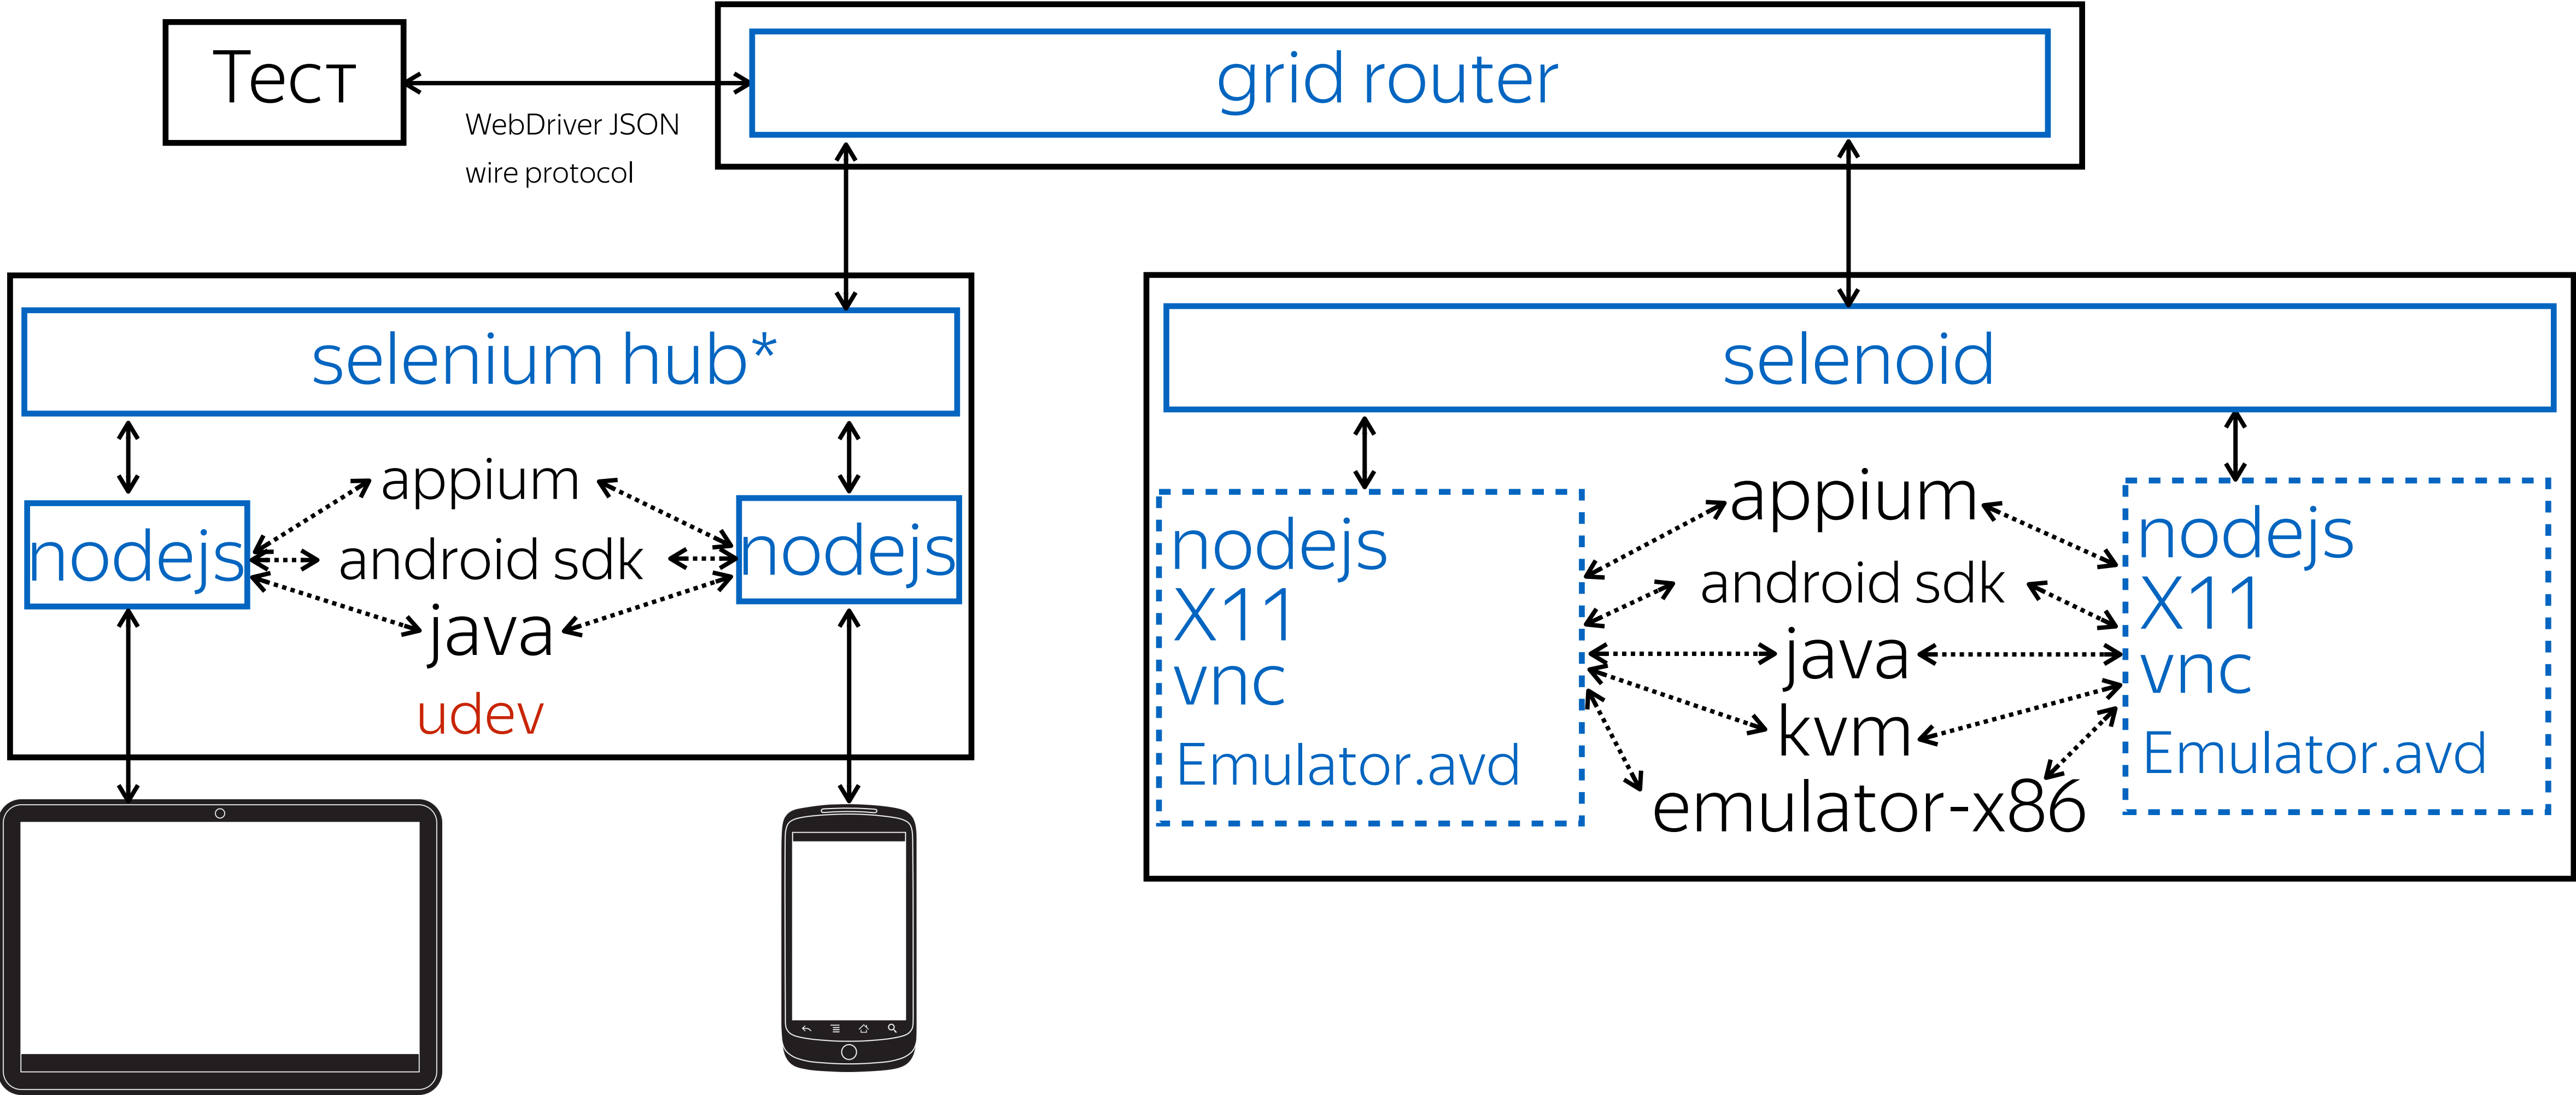 Тест
grid router
WebDriver JSON
wire protocol
selenium hub*
nodejs
appium
android sdk
java
udev
nodejs
selenoid
nodejs
X11
vnc
Emulator.avd
appium
android sdk
java
kvm
emulator-x86
nodejs
X11
vnc
Emulator.avd